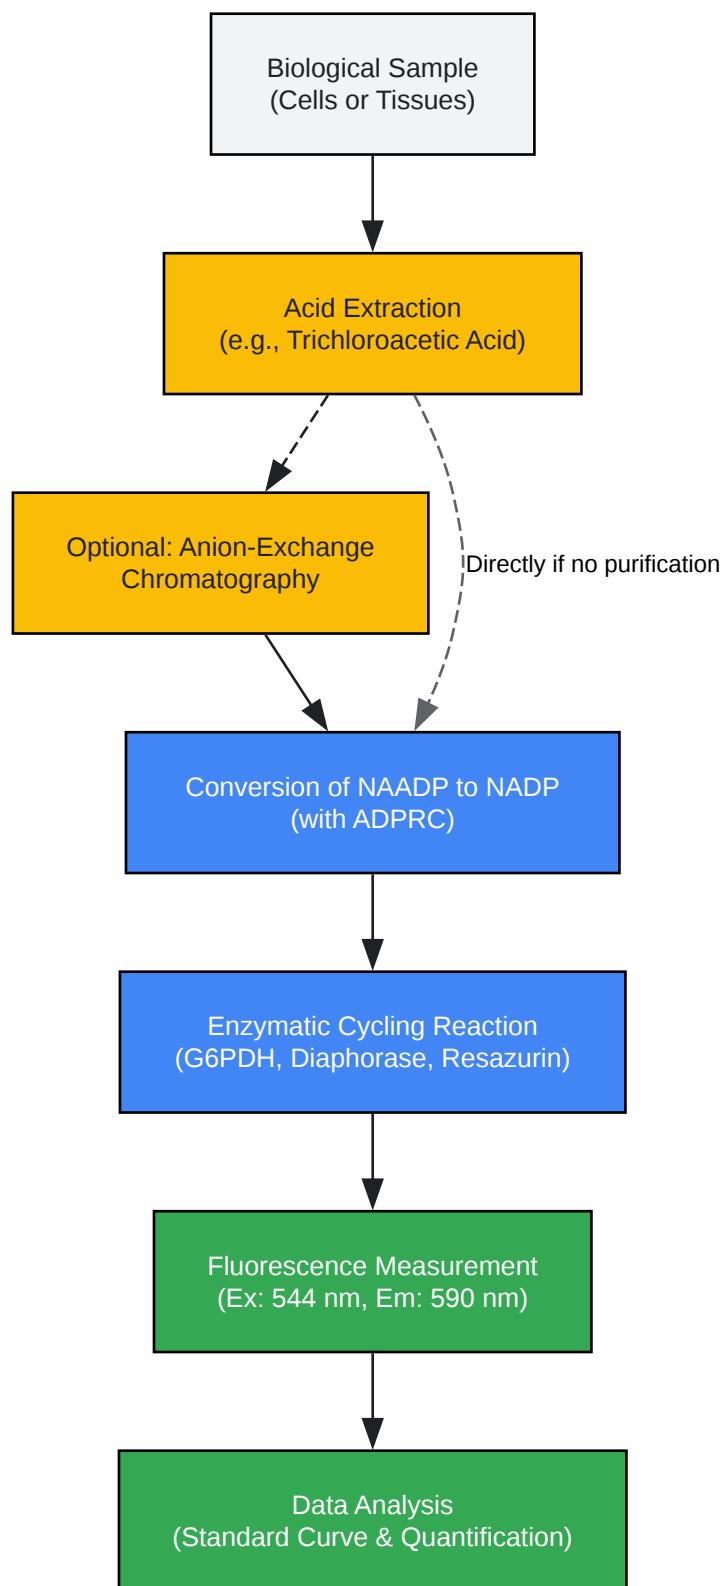 Biological Sample
(Cells or Tissues)
Acid Extraction
(e.g., Trichloroacetic Acid)
Optional: Anion-Exchange
Chromatography
Directly if no purification
Conversion of NAADP to NADP
(with ADPRC)
Enzymatic Cycling Reaction
(G6PDH, Diaphorase, Resazurin)
Fluorescence Measurement
(Ex: 544 nm, Em: 590 nm)
Data Analysis
(Standard Curve & Quantification)